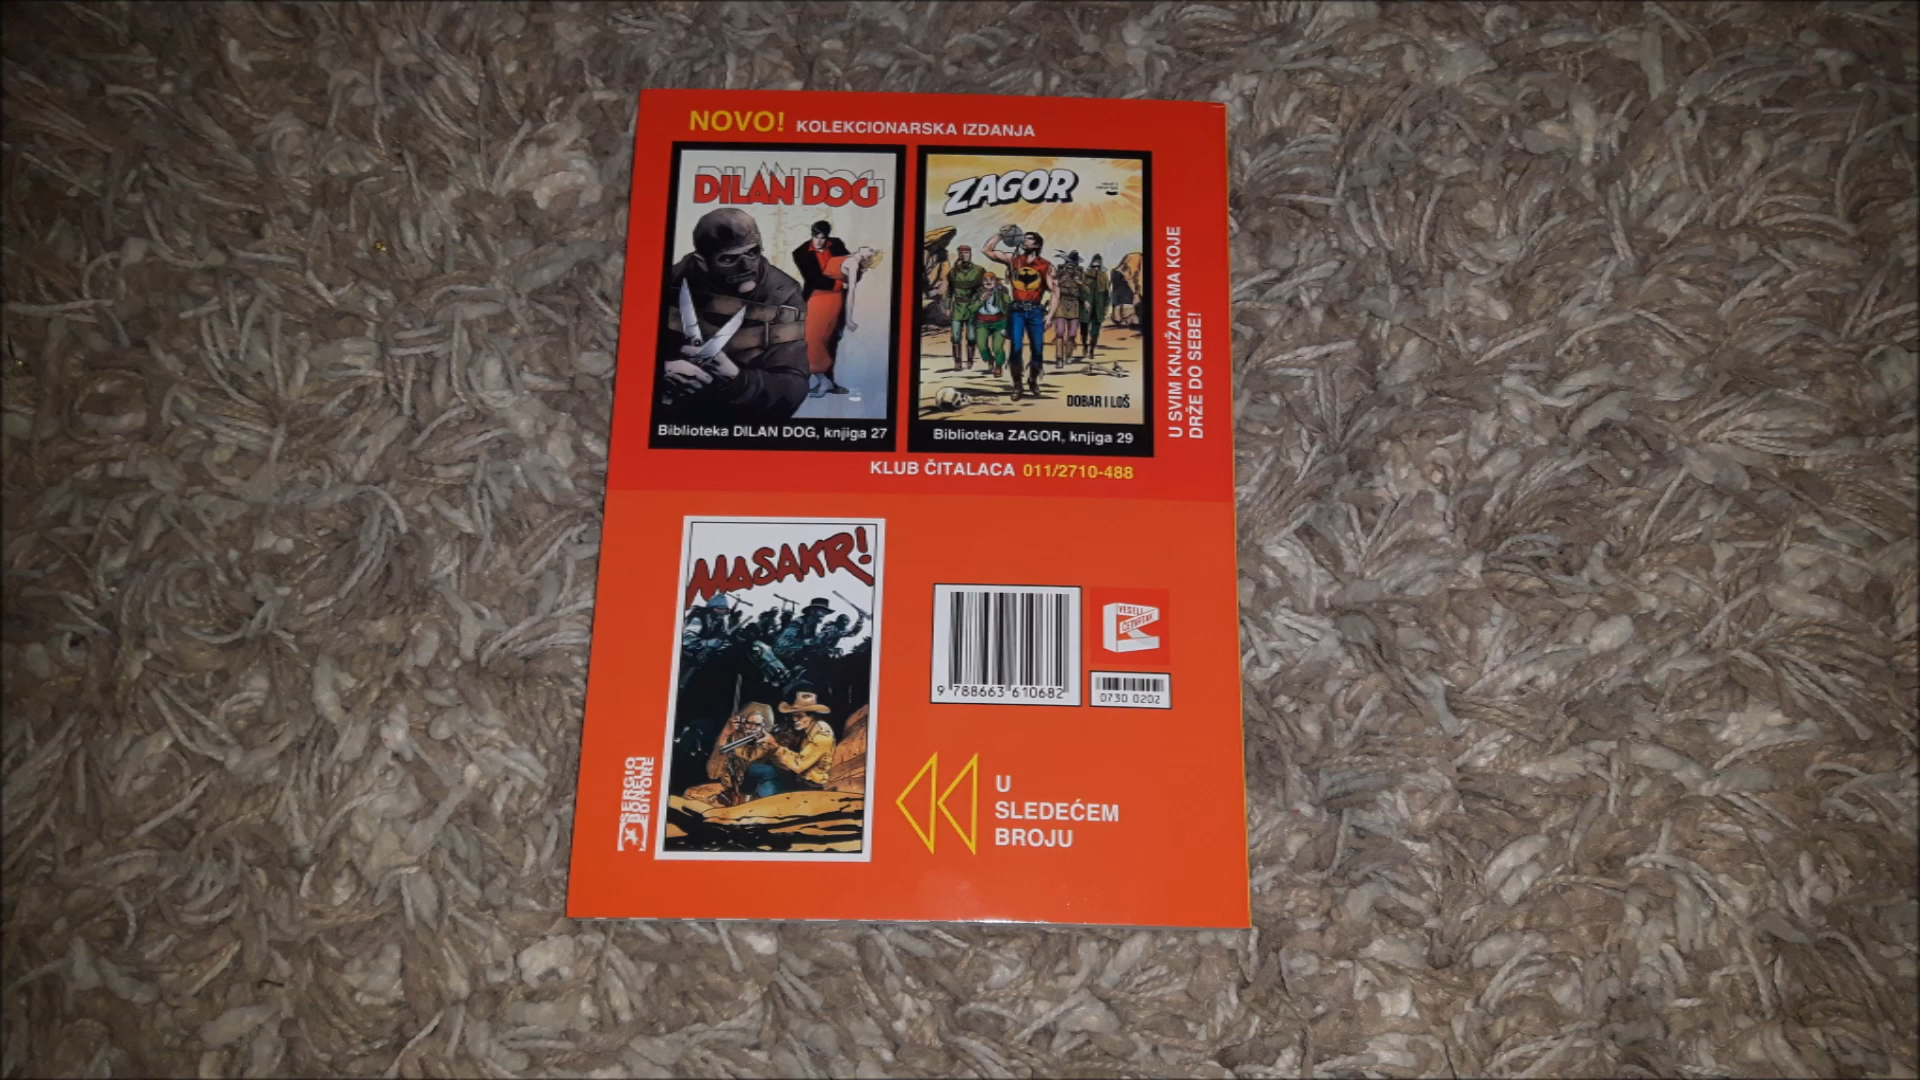 NOVO! KOLEKCIONARSKA IZDANJA
DILAN DOG
ZAGOR
DOBAR I LOŠ
Biblioteka DILAN DOG, knjiga 27
Biblioteka ZAGOR, knjiga 29
U SVIM KNJIŽARAMA KOJE
DRŽE DO SEBE!
KLUB ČITALACA 011/2710-488
MASAKR!
9 788663 610682
VESELI
ČETVRTAK
0730 0202
SERGIO
BONELLI
EDITORE
U
SLEDEĆEM
BROJU